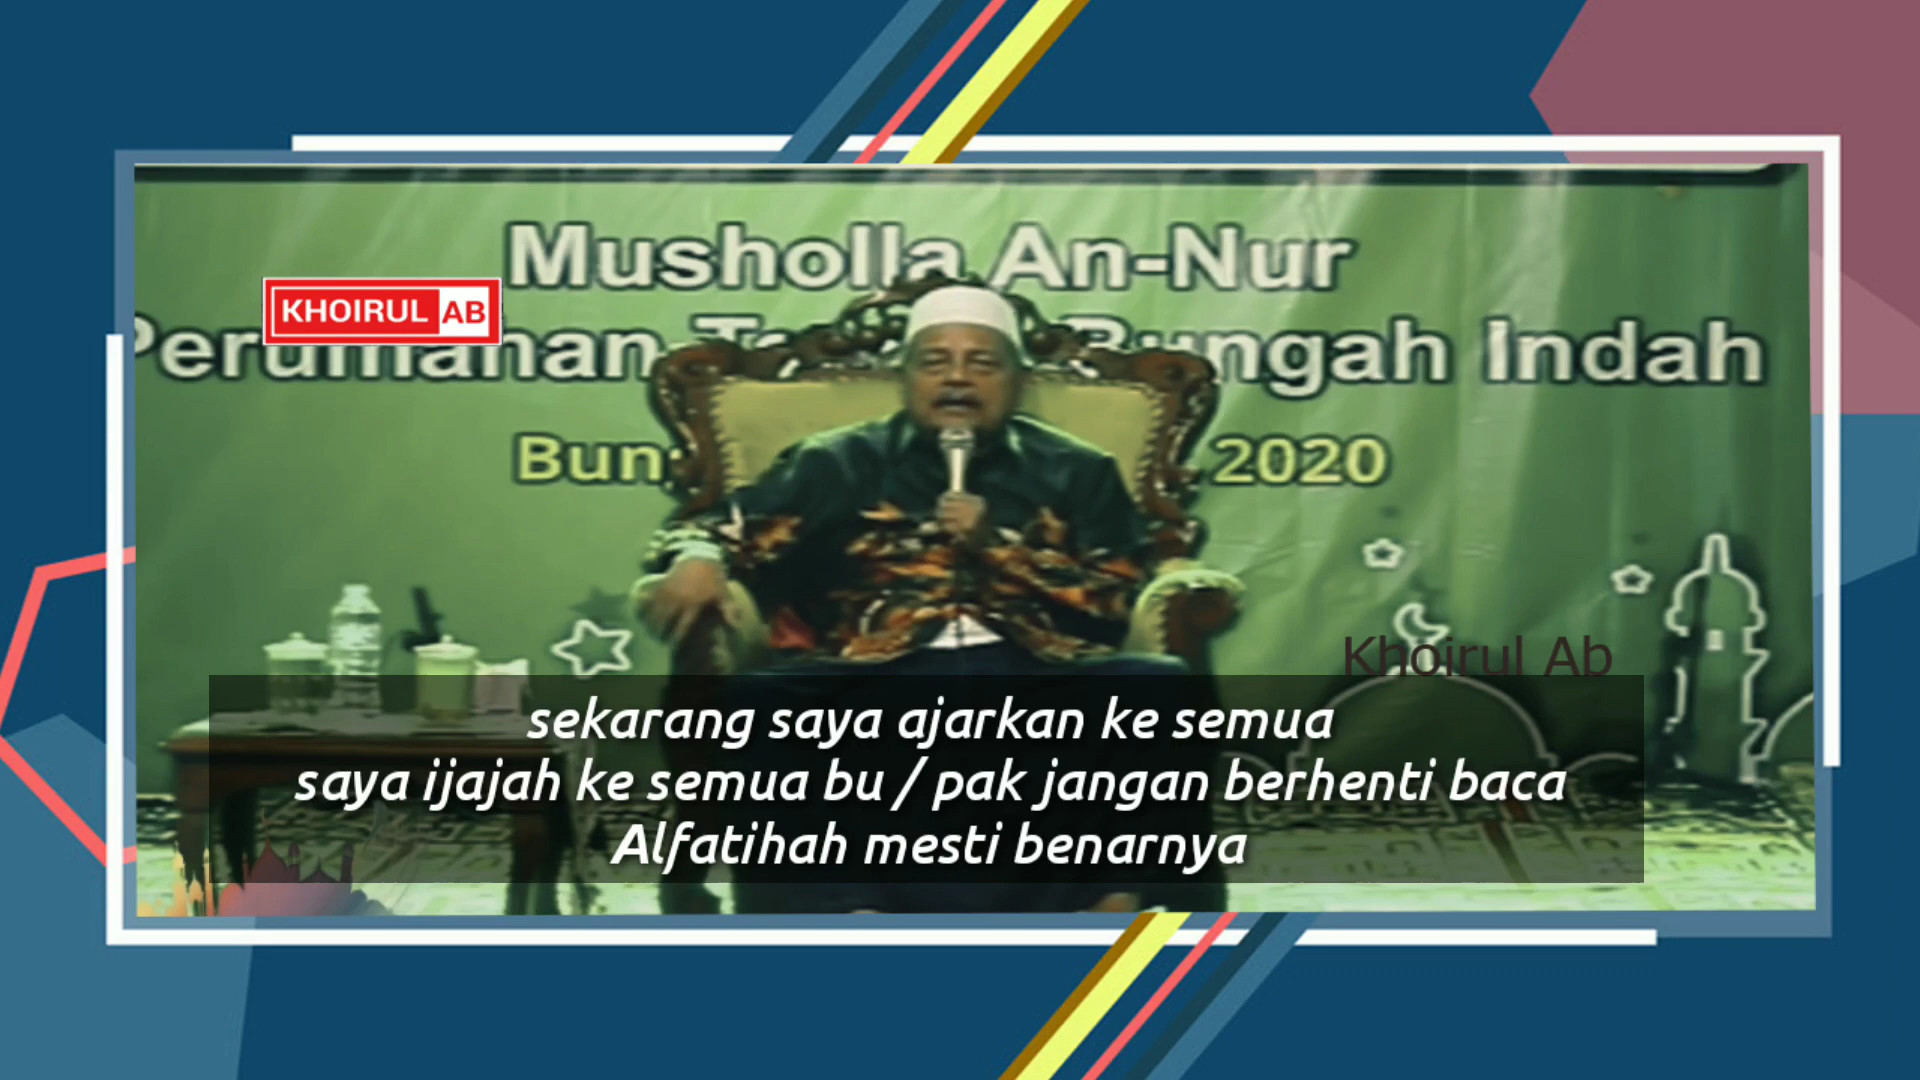 Musholla An-Nur
KHOIRUL AB
Perumahan Bungah Indah
2020
Khoirul Ab
sekarang saya ajarkan ke semua
saya ijajah ke semua bu / pak jangan berhenti baca
Alfatihah mesti benarnya